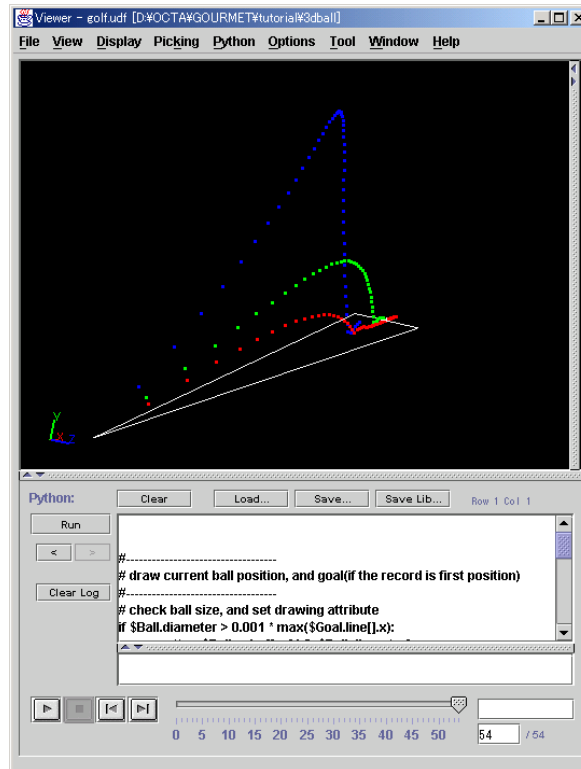 Viewer - golf.udf [D:¥OCTA¥GOURMET¥tutorial¥3dball]
File View Display Picking Python Options Tool Window Help
Y
X Z
Python: Clear Load... Save... Save Lib... Row 1 Col 1
Run
< >
Clear Log
#-----------------------------------
# draw current ball position, and goal(if the record is first position)
#-----------------------------------
# check ball size, and set drawing attribute
if $Ball.diameter > 0.001 * max($Goal.line[].x):
0 5 10 15 20 25 30 35 40 45 50
54 / 54